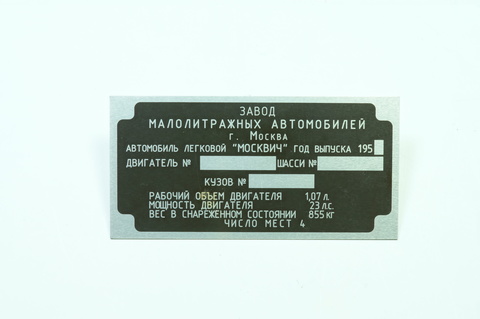 ЗАВОД
МАЛОЛИТРАЖНЫХ АВТОМОБИЛЕЙ
г. Москва
АВТОМОБИЛЬ ЛЕГКОВОЙ "МОСКВИЧ" ГОД ВЫПУСКА 195
ДВИГАТЕЛЬ № ШАССИ №
КУЗОВ №
РАБОЧИЙ ОБЪЕМ ДВИГАТЕЛЯ 1,07 л.
МОЩНОСТЬ ДВИГАТЕЛЯ 23 л.с.
ВЕС В СНАРЕЖЕННОМ СОСТОЯНИИ 855 кг
ЧИСЛО МЕСТ 4